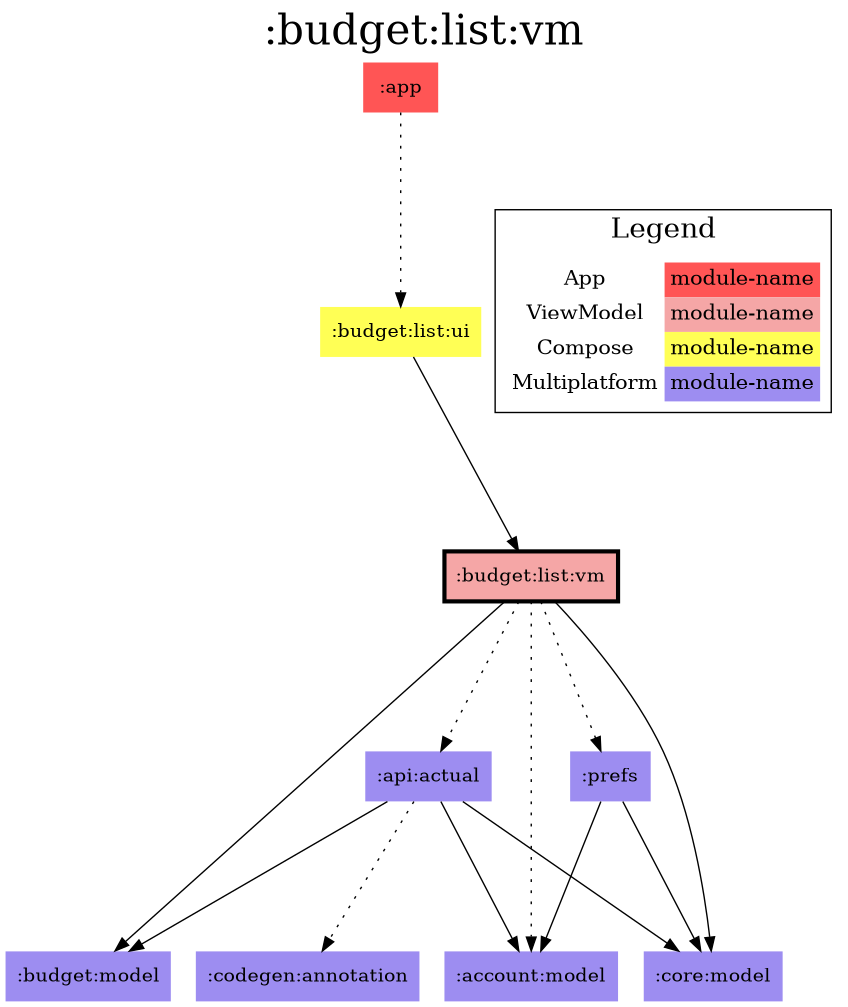 :budget:list:vm
:app
Legend
App module-name
ViewModel module-name
Compose module-name
Multiplatform module-name
:budget:list:ui
:budget:list:vm
:api:actual
:prefs
:budget:model
:codegen:annotation
:account:model
:core:model